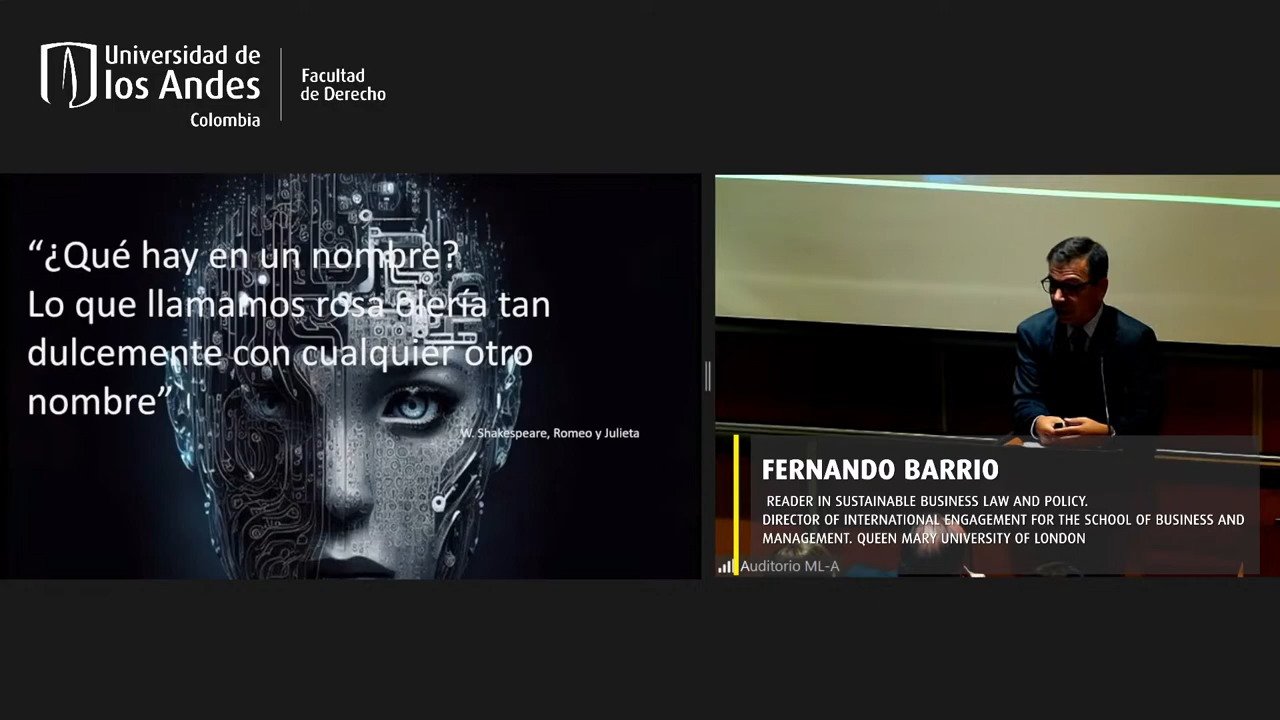 Universidad de
los Andes
Colombia
Facultad
de Derecho
“¿Qué hay en un nombre?
Lo que llamamos rosa olería tan
dulcemente con cualquier otro
nombre”
W. Shakespeare, Romeo y Julieta
FERNANDO BARRIO
READER IN SUSTAINABLE BUSINESS LAW AND POLICY.
DIRECTOR OF INTERNATIONAL ENGAGEMENT FOR THE SCHOOL OF BUSINESS AND
MANAGEMENT. QUEEN MARY UNIVERSITY OF LONDON
Auditorio ML-A